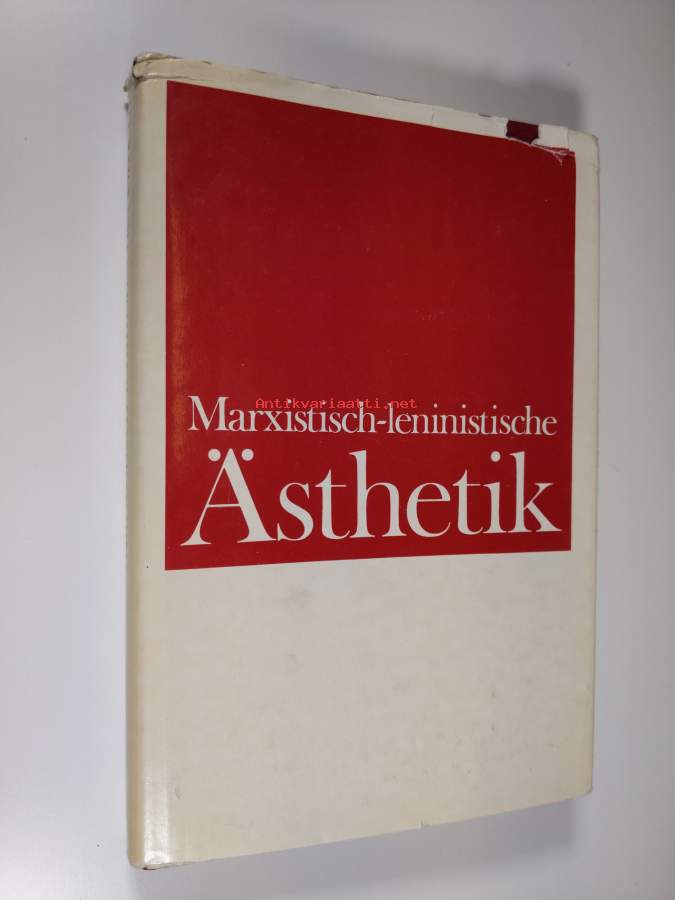 Antikvariaatti.net
Marxistisch-leninistische
Ästhetik